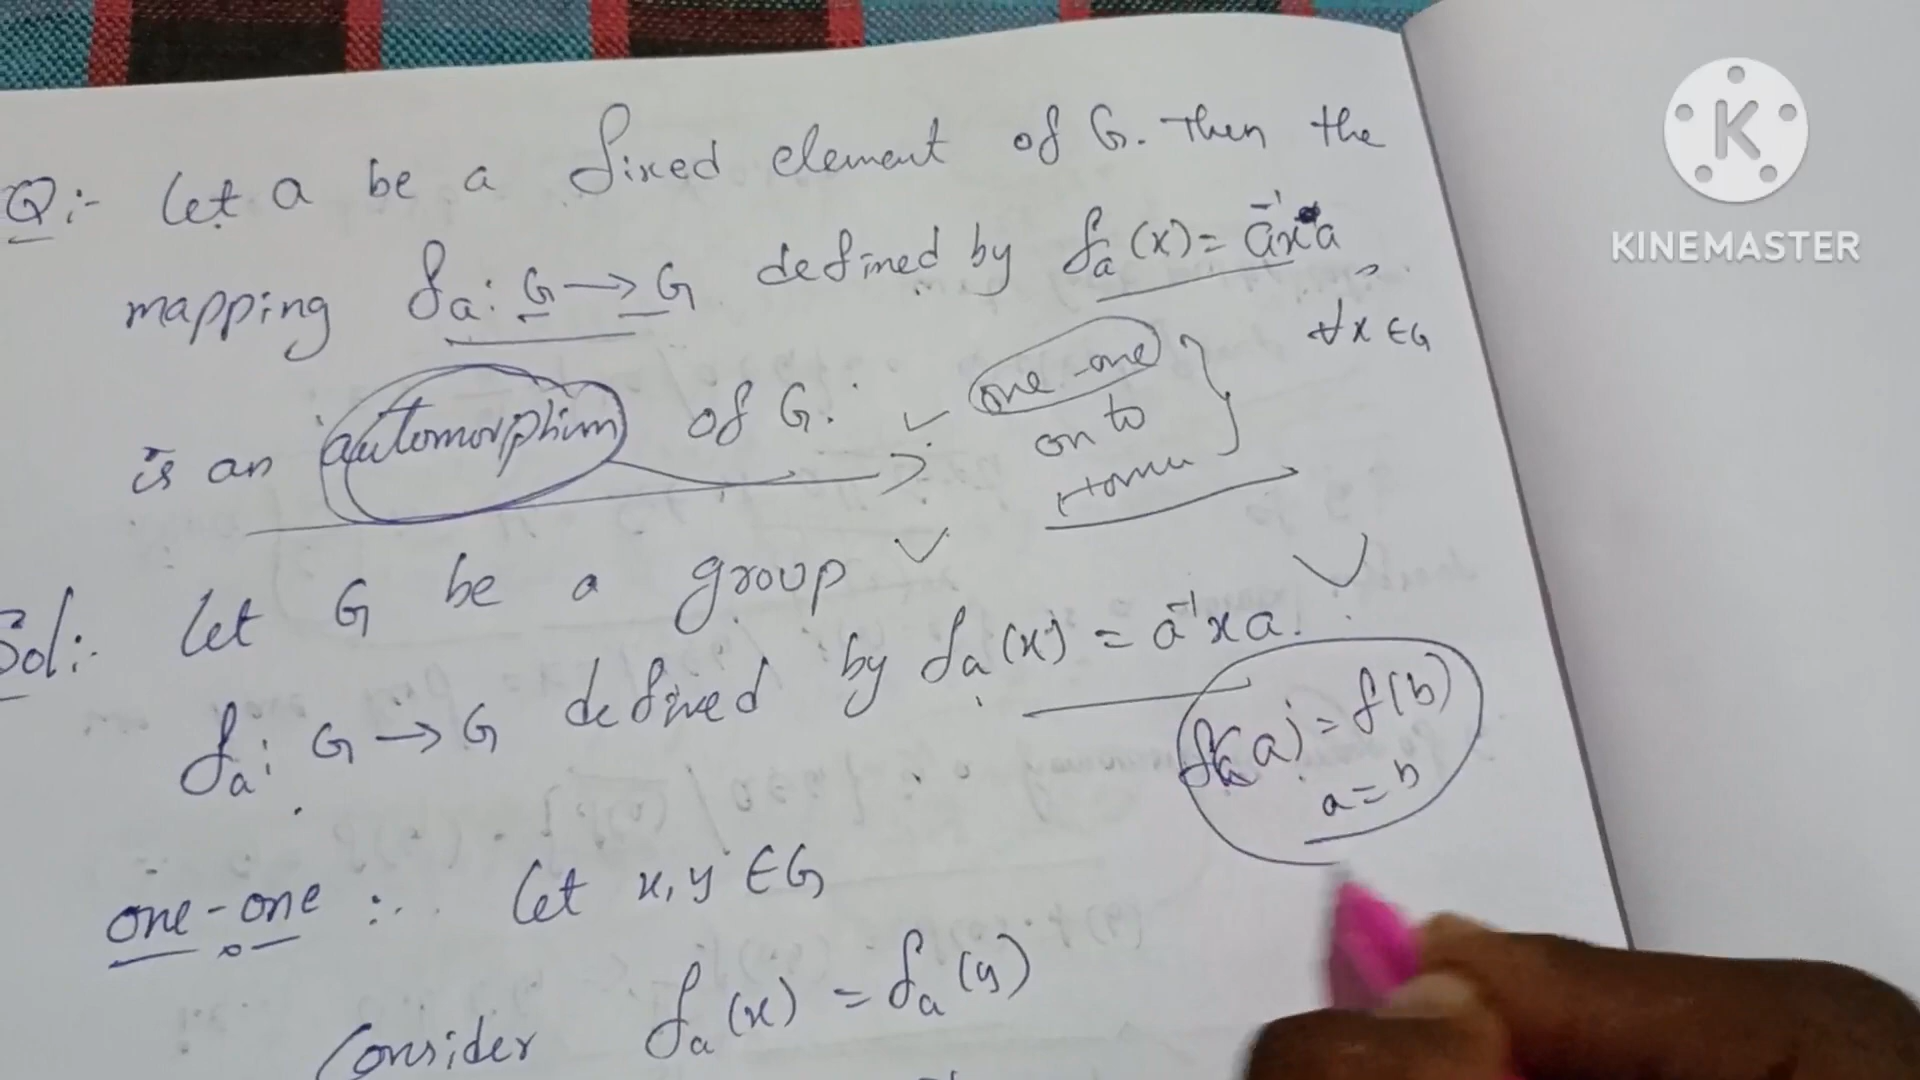 Q:- Let a be a fixed element of G. Then the
mapping fₐ: G → G defined by fₐ(x) = a⁻¹xa
∀ x ∈ G
is an automorphism of G.
one-one
on to
Homo
Sol:- Let G be a group
fₐ: G → G defined by fₐ(x) = a⁻¹xa.
fₐ(a) = f(b)
a = b
one-one :- Let x, y ∈ G
Consider fₐ(x) = fₐ(y)
K
KINEMASTER